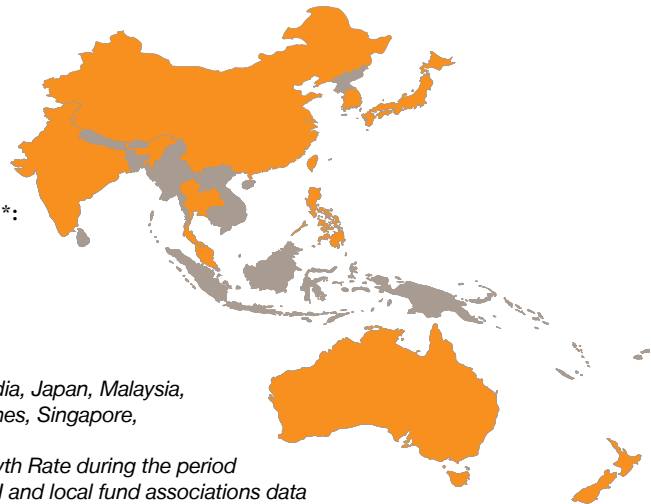 *:
dia, Japan, Malaysia,
nes, Singapore,
th Rate during the period
and local fund associations data